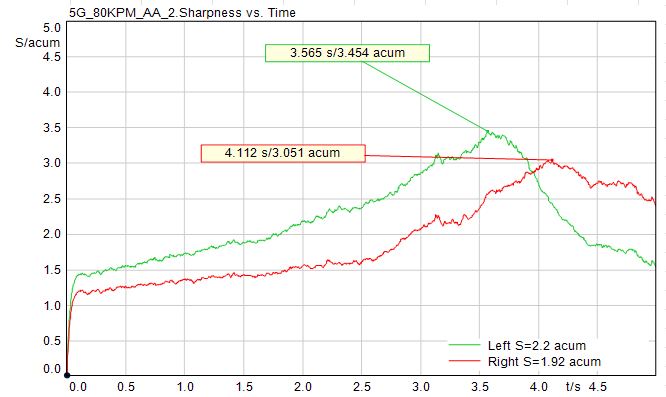 5G_80KPM_AA_2.Sharpness vs. Time
5.0
S/acum
4.5
4.0
3.5
3.0
2.5
2.0
1.5
1.0
0.5
0.0
3.565 s/3.454 acum
4.112 s/3.051 acum
Left S=2.2 acum
Right S=1.92 acum
0.0 0.5 1.0 1.5 2.0 2.5 3.0 3.5 4.0 t/s 4.5